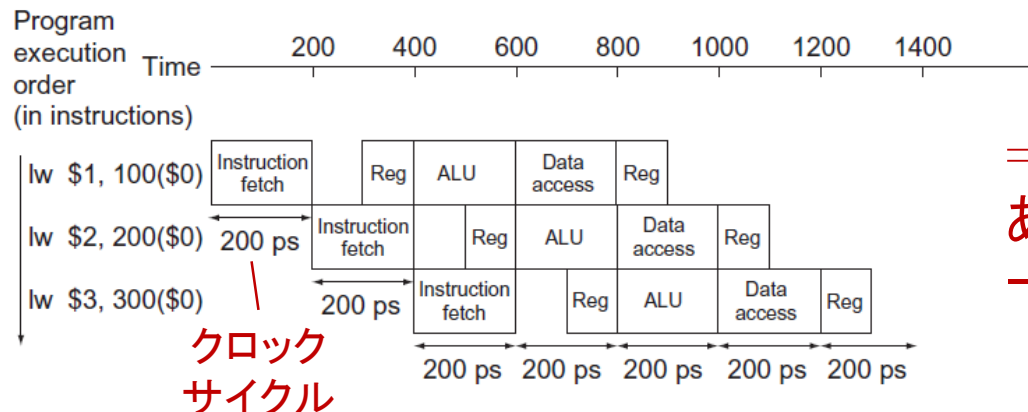 Program
execution
order
(in instructions)
Time
200 400 600 800 1000 1200 1400
lw $1, 100($0)
Instruction
fetch
Reg
ALU
Data
access
Reg
lw $2, 200($0)
200 ps
Instruction
fetch
Reg
ALU
Data
access
Reg
lw $3, 300($0)
200 ps
Instruction
fetch
Reg
ALU
Data
access
Reg
200 ps 200 ps 200 ps 200 ps 200 ps
クロック
サイクル